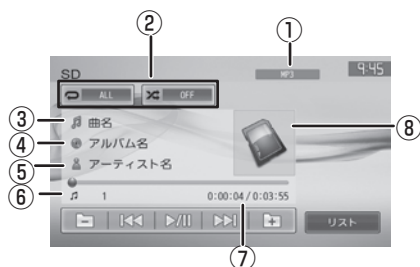 ① ②
SD MP3 9:45
ALL OFF
③ 曲名
④ アルバム名
⑤ アーティスト名
⑧
⑥ 1 0:00:04/0:03:55
リスト
⑦